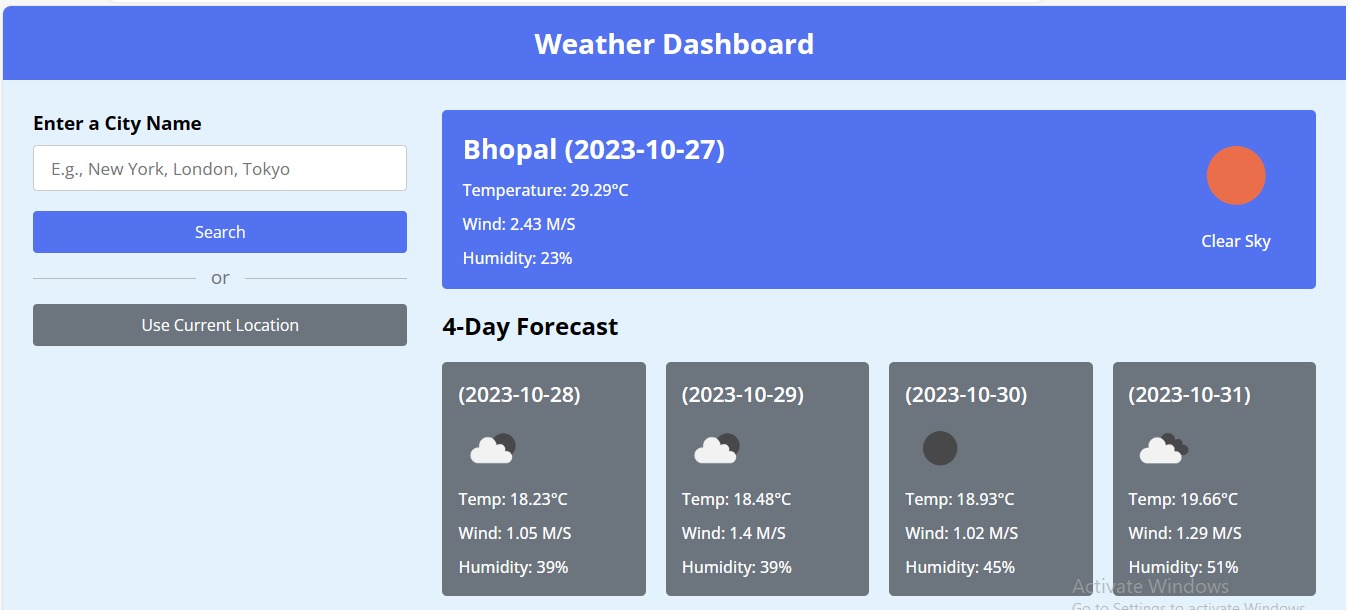 Weather Dashboard
Enter a City Name
E.g., New York, London, Tokyo
Search
or
Use Current Location
Bhopal (2023-10-27)
Temperature: 29.29°C
Wind: 2.43 M/S
Humidity: 23%
Clear Sky
4-Day Forecast
(2023-10-28)
Temp: 18.23°C
Wind: 1.05 M/S
Humidity: 39%
(2023-10-29)
Temp: 18.48°C
Wind: 1.4 M/S
Humidity: 39%
(2023-10-30)
Temp: 18.93°C
Wind: 1.02 M/S
Humidity: 45%
(2023-10-31)
Temp: 19.66°C
Wind: 1.29 M/S
Humidity: 51%
Activate Windows
Go to Settings to activate Windows.